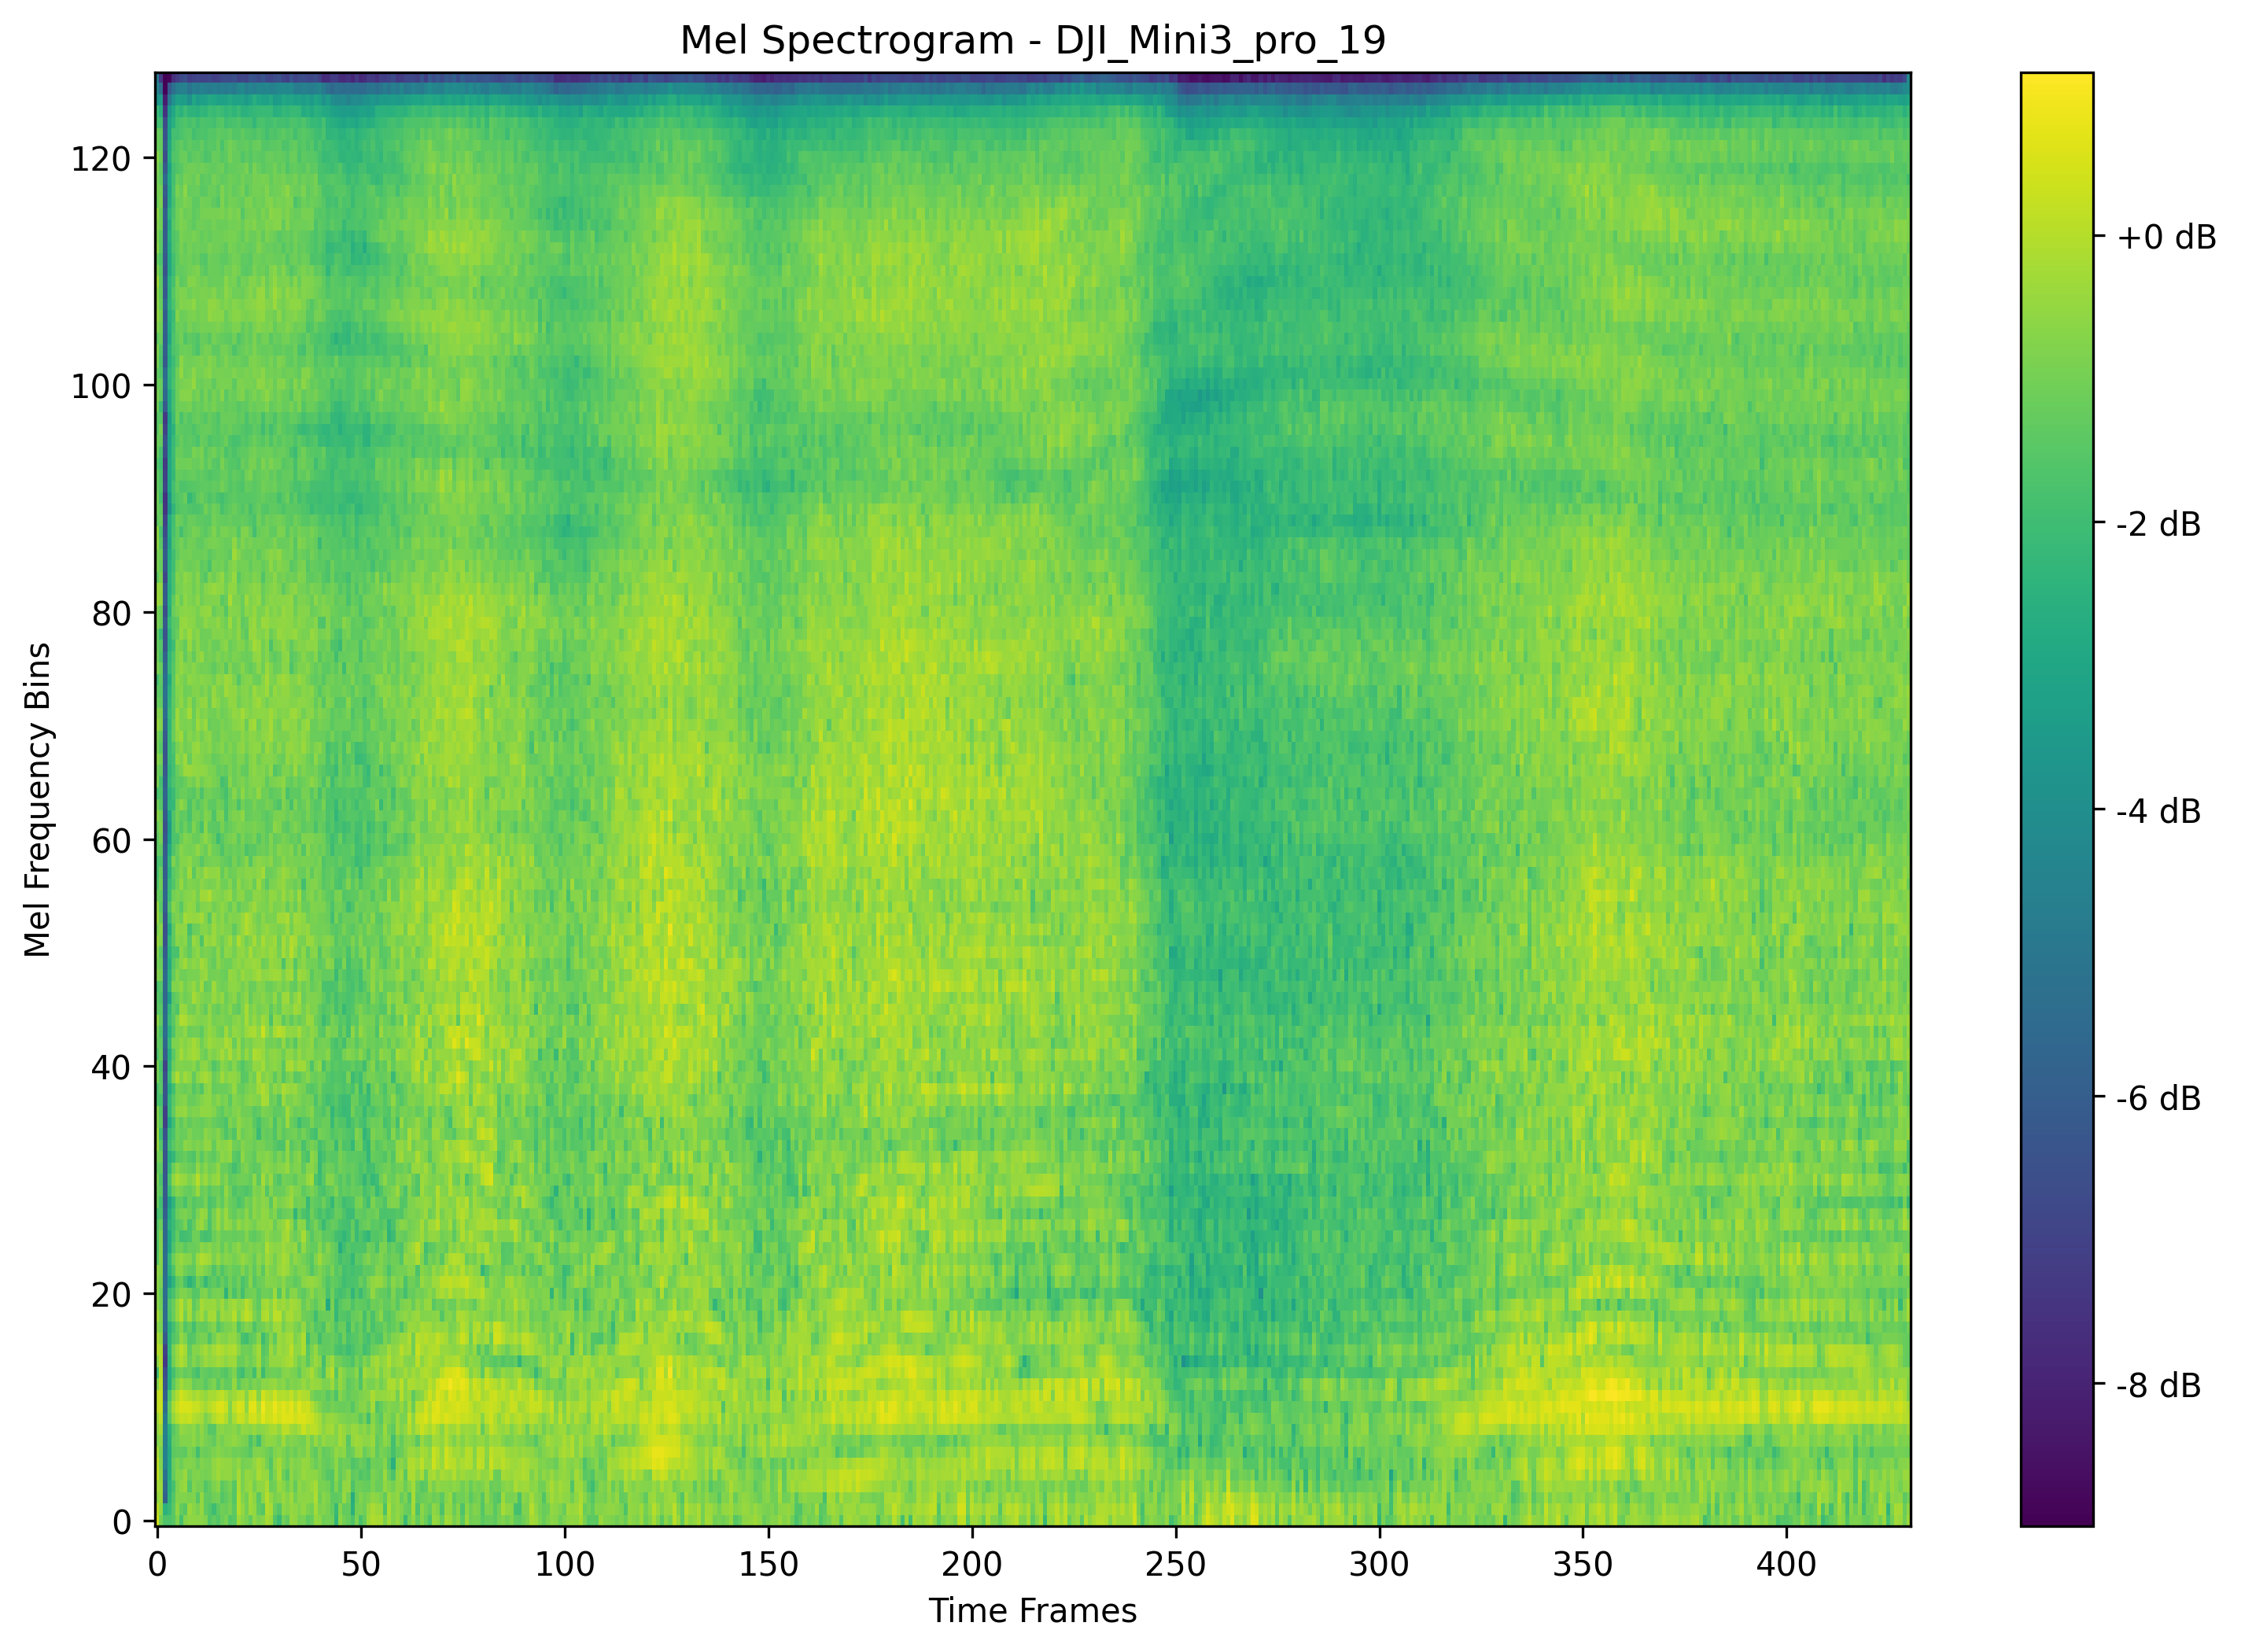 Mel Spectrogram - DJI_Mini3_pro_19
Mel Frequency Bins
120
100
80
60
40
20
0
0 50 100 150 200 250 300 350 400
Time Frames
+0 dB
-2 dB
-4 dB
-6 dB
-8 dB